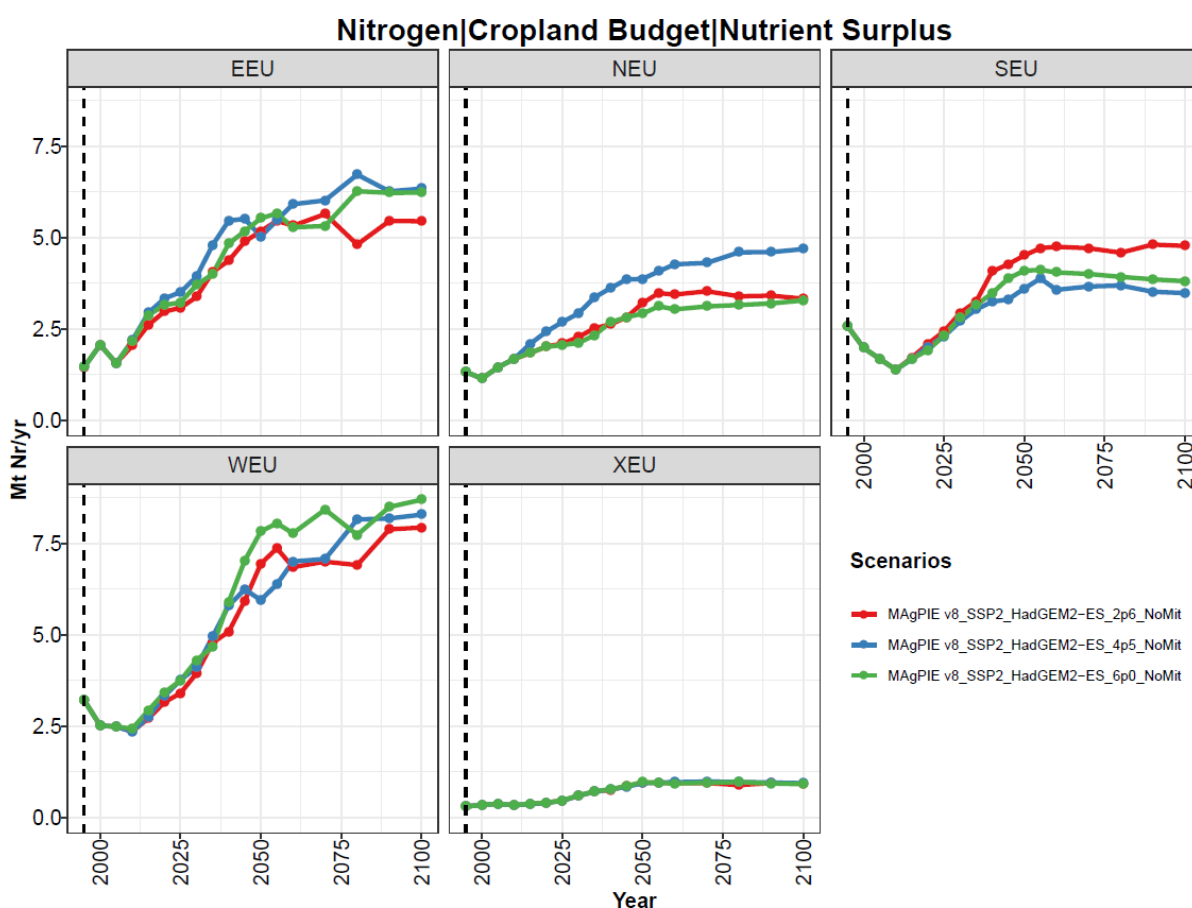 Nitrogen|Cropland Budget|Nutrient Surplus
EEU
NEU
SEU
7.5
5.0
2.5
0.0
2000
2025
2050
2075
2100
WEU
XEU
7.5
5.0
2.5
0.0
2000
2025
2050
2075
2100
2000
2025
2050
2075
2100
Mt Nr/yr
Year
Scenarios
MAgPIE v8_SSP2_HadGEM2−ES_2p6_NoMit
MAgPIE v8_SSP2_HadGEM2−ES_4p5_NoMit
MAgPIE v8_SSP2_HadGEM2−ES_6p0_NoMit